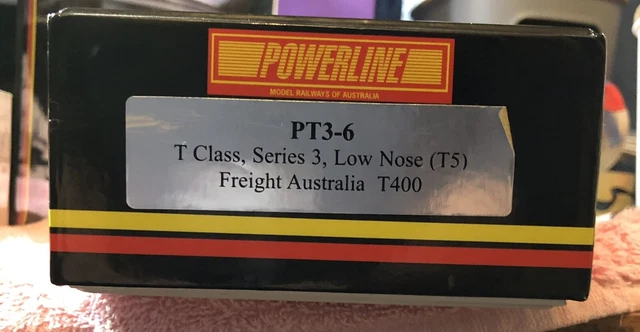 POWERLINE
MODEL RAILWAYS OF AUSTRALIA
PT3-6
T Class, Series 3, Low Nose (T5)
Freight Australia T400